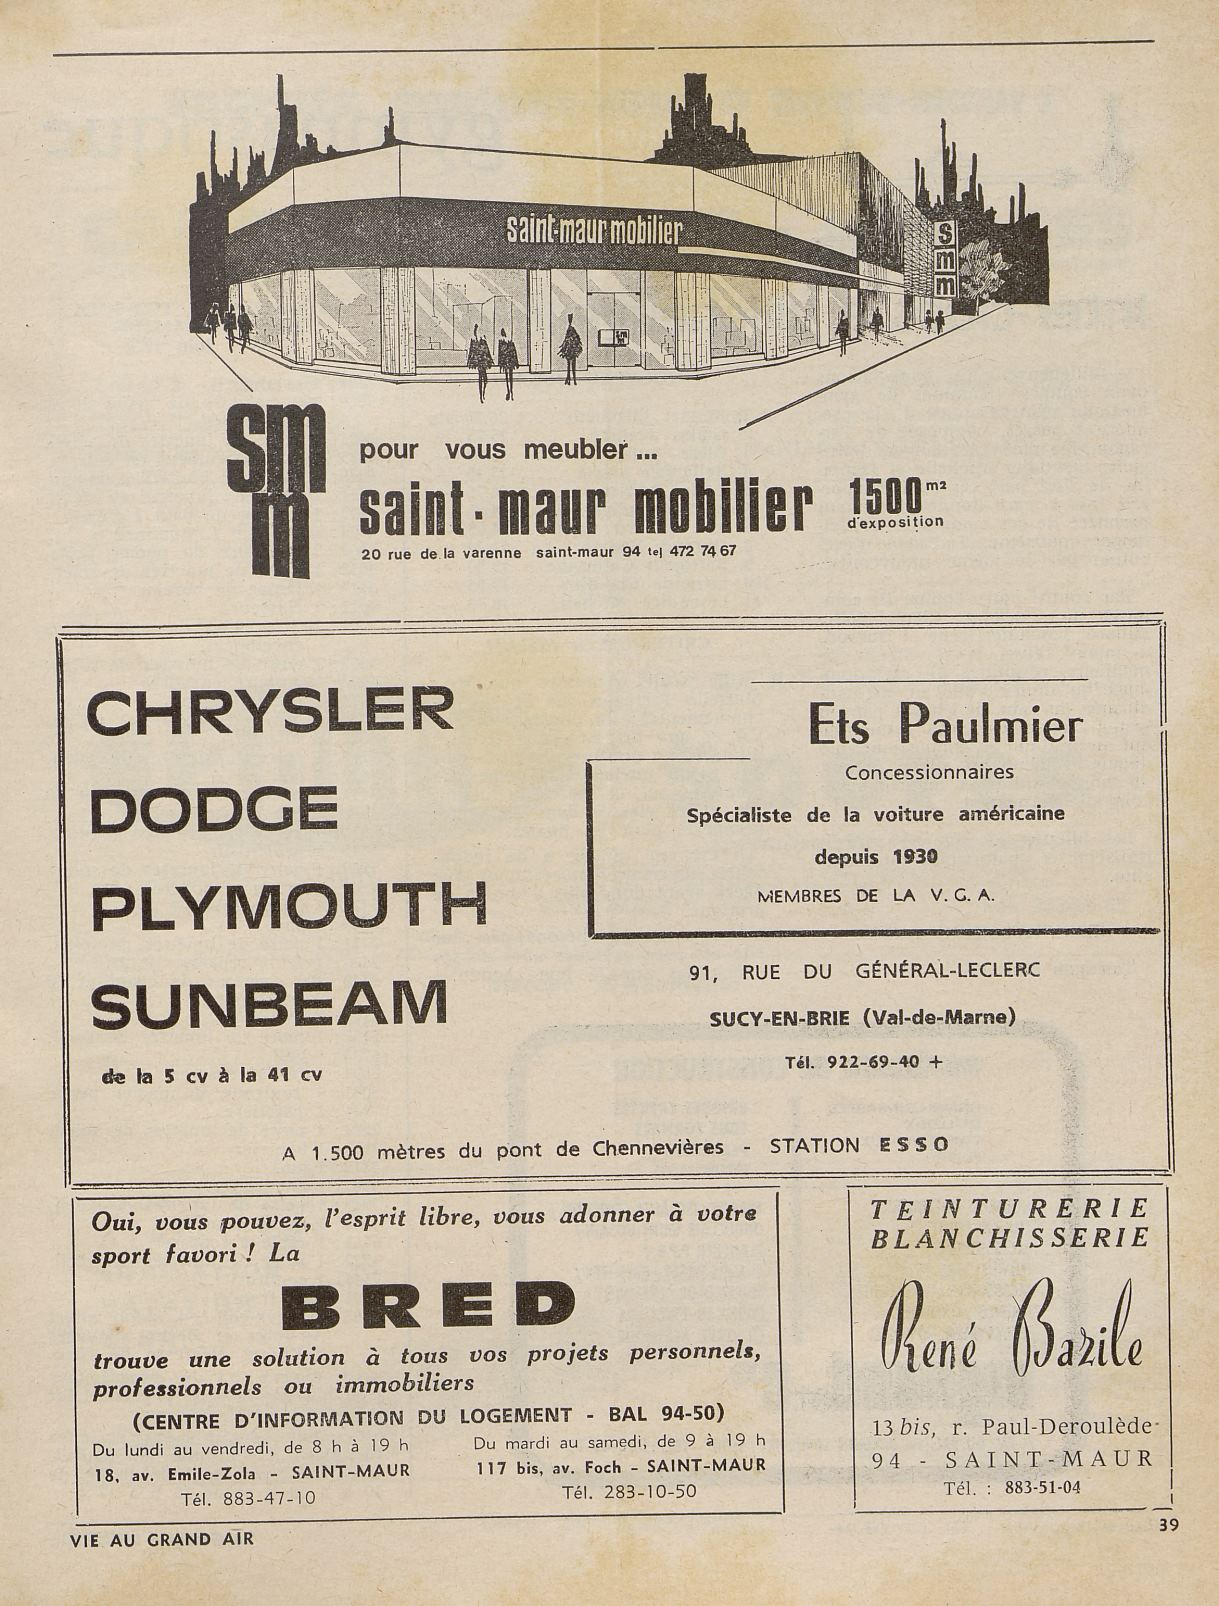 saint-maur mobilier
s
m
m
smm
pour vous meubler ...
saint-maur mobilier 1500 m²
d'exposition
20 rue de la varenne saint-maur 94 tel 472 74 67
CHRYSLER
DODGE
PLYMOUTH
SUNBEAM
de la 5 cv à la 41 cv
Ets Paulmier
Concessionnaires
Spécialiste de la voiture américaine
depuis 1930
MEMBRES DE LA V.G.A.
91, RUE DU GÉNÉRAL-LECLERC
SUCY-EN-BRIE (Val-de-Marne)
Tél. 922-69-40 +
A 1.500 mètres du pont de Chennevières - STATION ESSO
Oui, vous pouvez, l'esprit libre, vous adonner à votre
sport favori ! La
BRED
trouve une solution à tous vos projets personnels,
professionnels ou immobiliers
(CENTRE D'INFORMATION DU LOGEMENT - BAL 94-50)
Du lundi au vendredi, de 8 h à 19 h
18, av. Emile-Zola - SAINT-MAUR
Tél. 883-47-10
Du mardi au samedi, de 9 à 19 h
117 bis, av. Foch - SAINT-MAUR
Tél. 283-10-50
TEINTURERIE
BLANCHISSERIE
René Bazile
13 bis, r. Paul-Deroulède
94 - SAINT-MAUR
Tél. : 883-51-04
VIE AU GRAND AIR
39